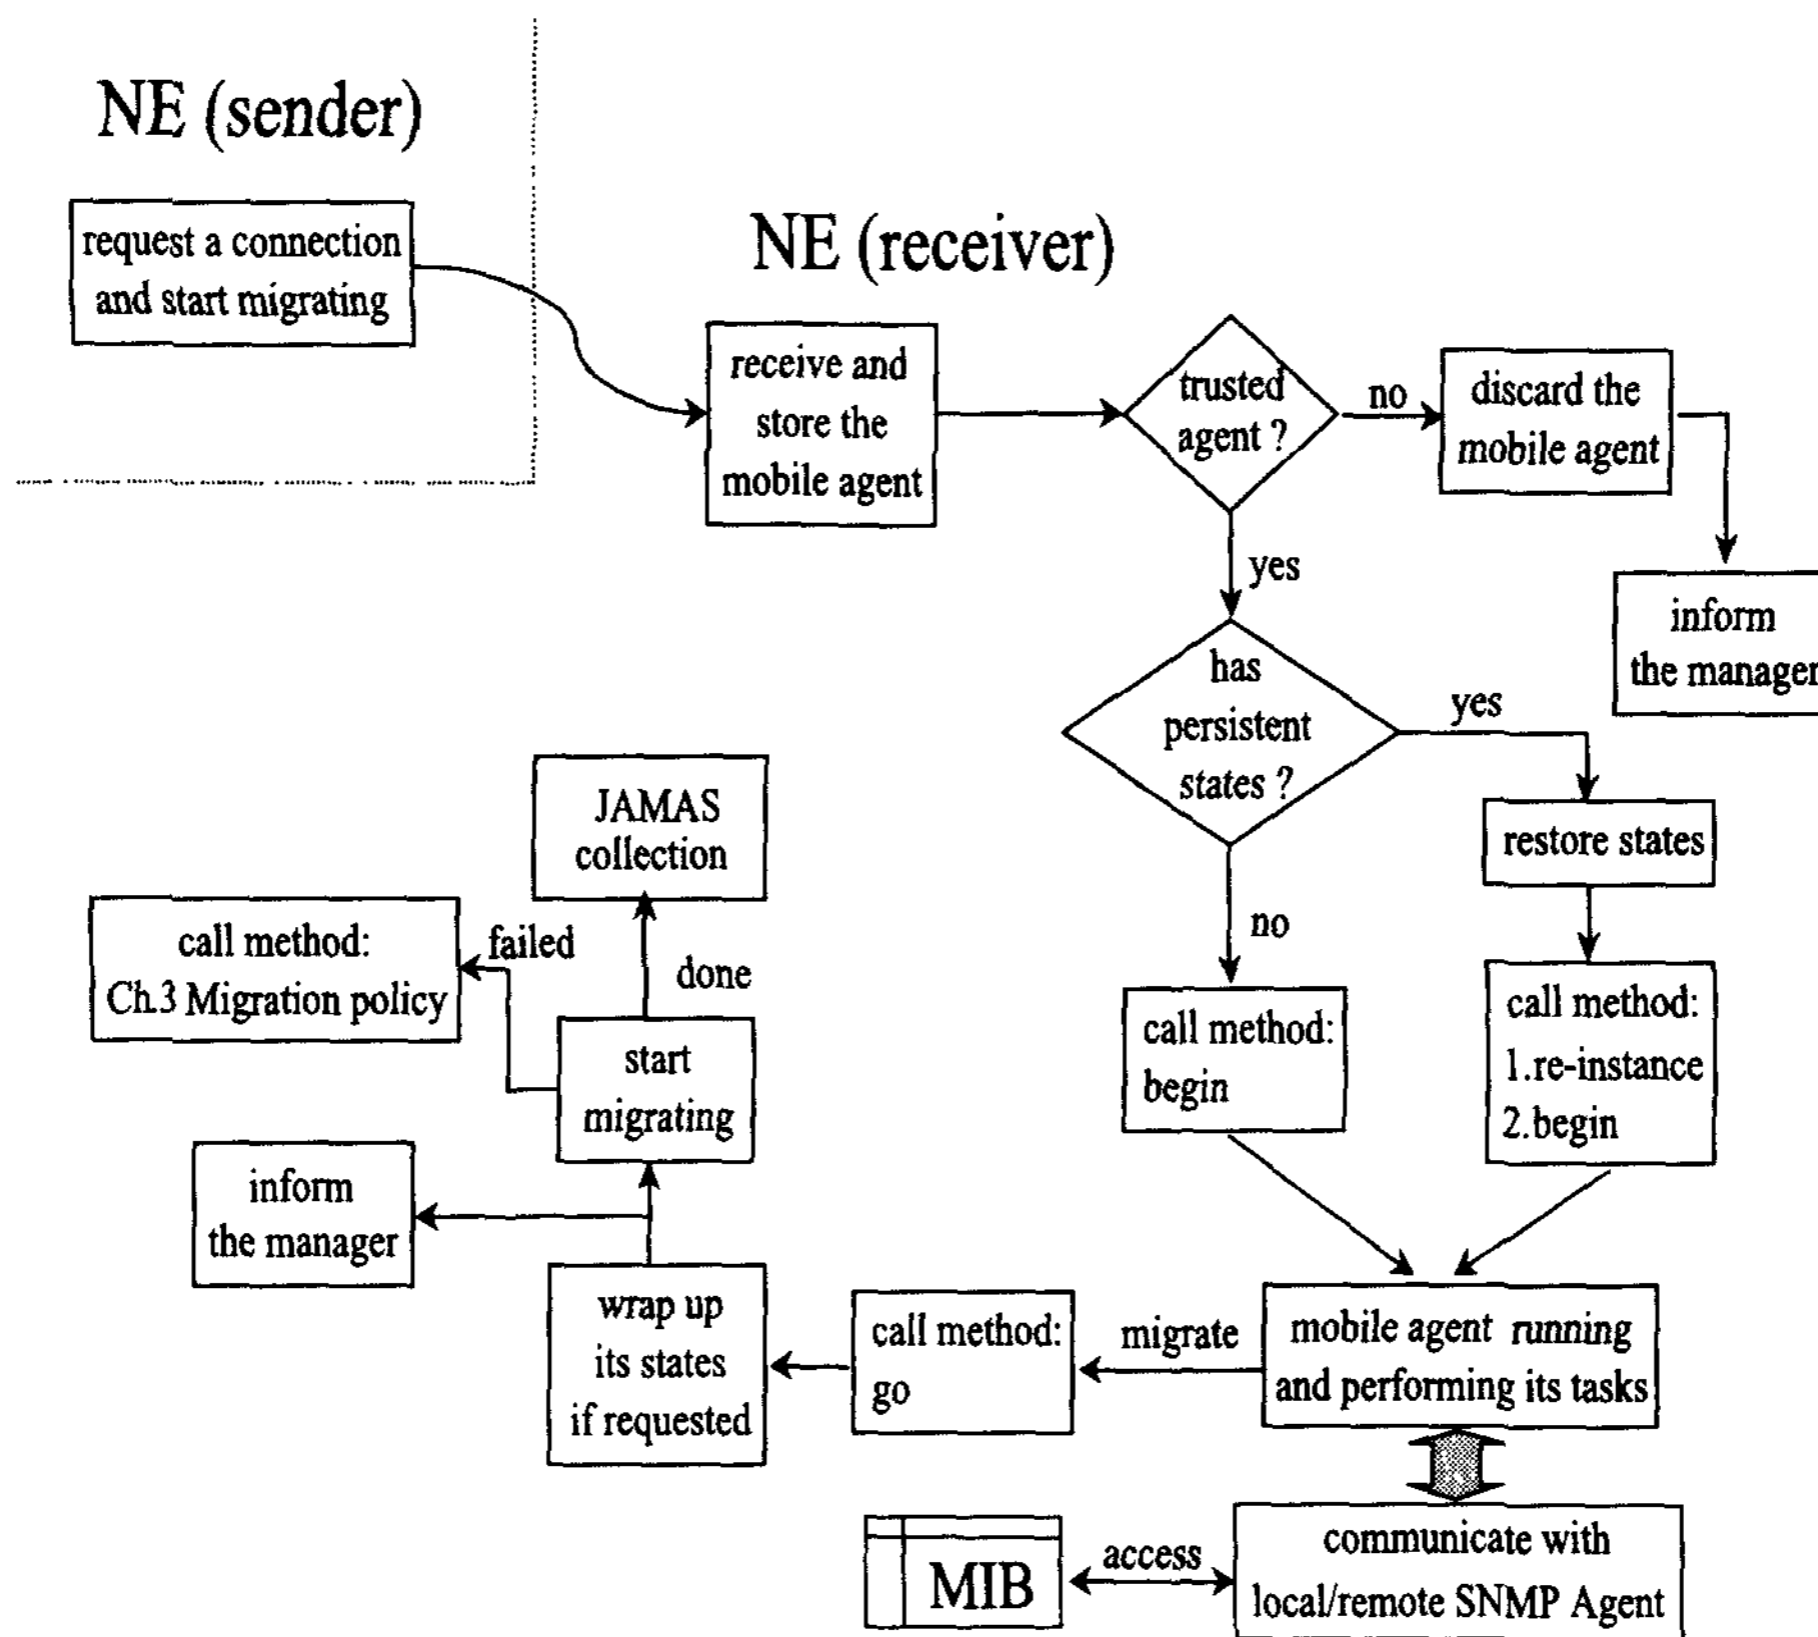 NE (sender)
request a connection
and start migrating
NE (receiver)
receive and
store the
mobile agent
trusted
agent ?
no
discard the
mobile agent
yes
inform
the manager
has
persistent
states ?
yes
restore states
no
call method:
begin
call method:
1.re-instance
2.begin
JAMAS
collection
call method:
Ch.3 Migration policy
failed
done
start
migrating
inform
the manager
wrap up
its states
if requested
call method:
go
migrate
mobile agent running
and performing its tasks
MIB
access
communicate with
local/remote SNMP Agent